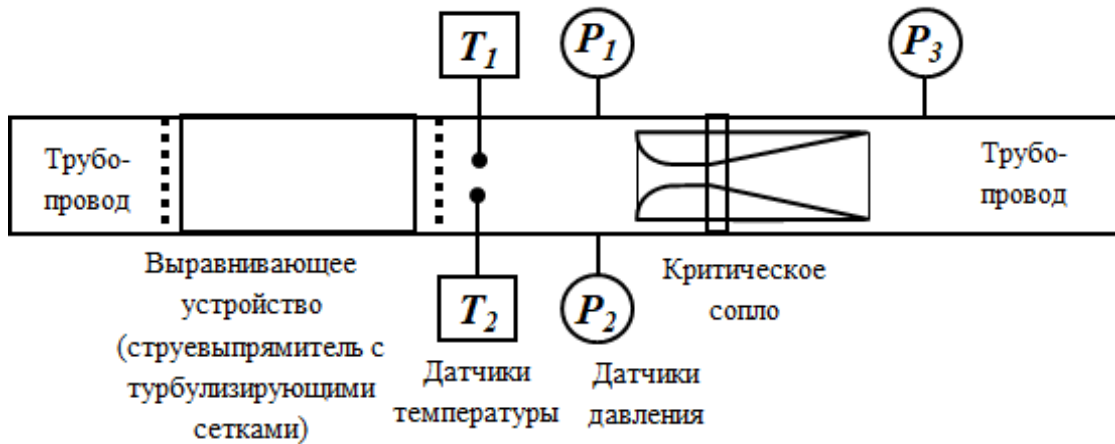 T1
P1
P3
Трубо-
провод
Трубо-
провод
Выравнивающее
устройство
(струевыпрямитель с
турбулизирующими
сетками)
T2
Датчики
температуры
P2
Датчики
давления
Критическое
сопло